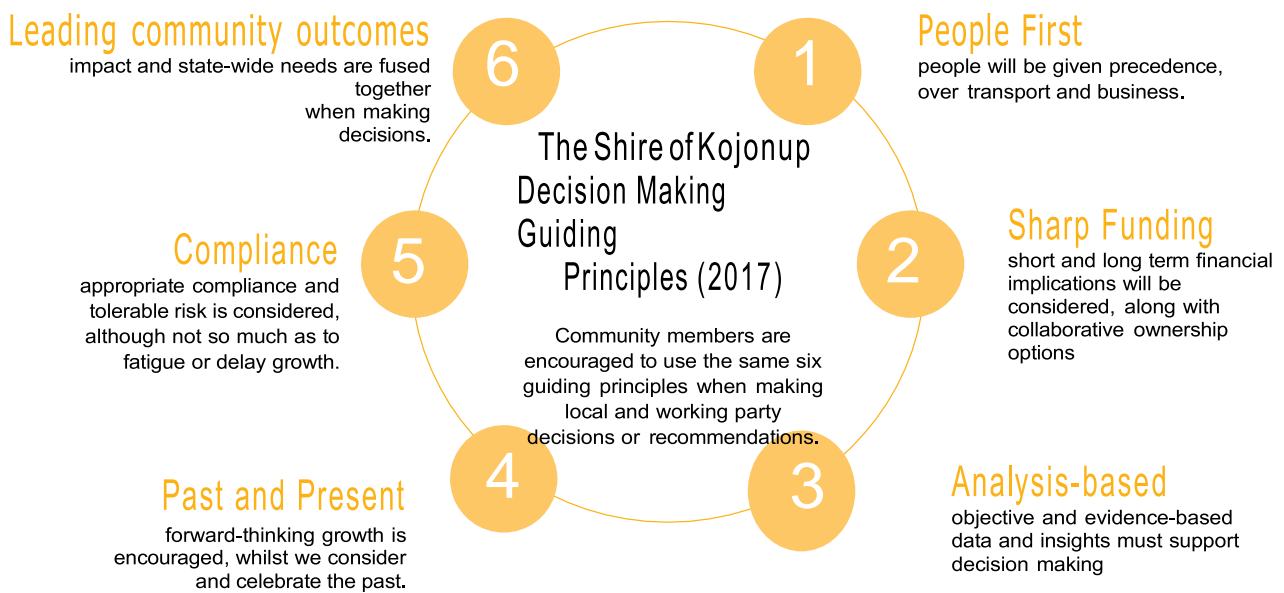 The Shire of Kojonup
Decision Making
Guiding
Principles (2017)
Community members are
encouraged to use the same six
guiding principles when making
local and working party
decisions or recommendations.
1
People First
people will be given precedence,
over transport and business.
2
Sharp Funding
short and long term financial
implications will be
considered, along with
collaborative ownership
options
3
Analysis-based
objective and evidence-based
data and insights must support
decision making
4
Past and Present
forward-thinking growth is
encouraged, whilst we consider
and celebrate the past.
5
Compliance
appropriate compliance and
tolerable risk is considered,
although not so much as to
fatigue or delay growth.
6
Leading community outcomes
impact and state-wide needs are fused
together
when making
decisions.